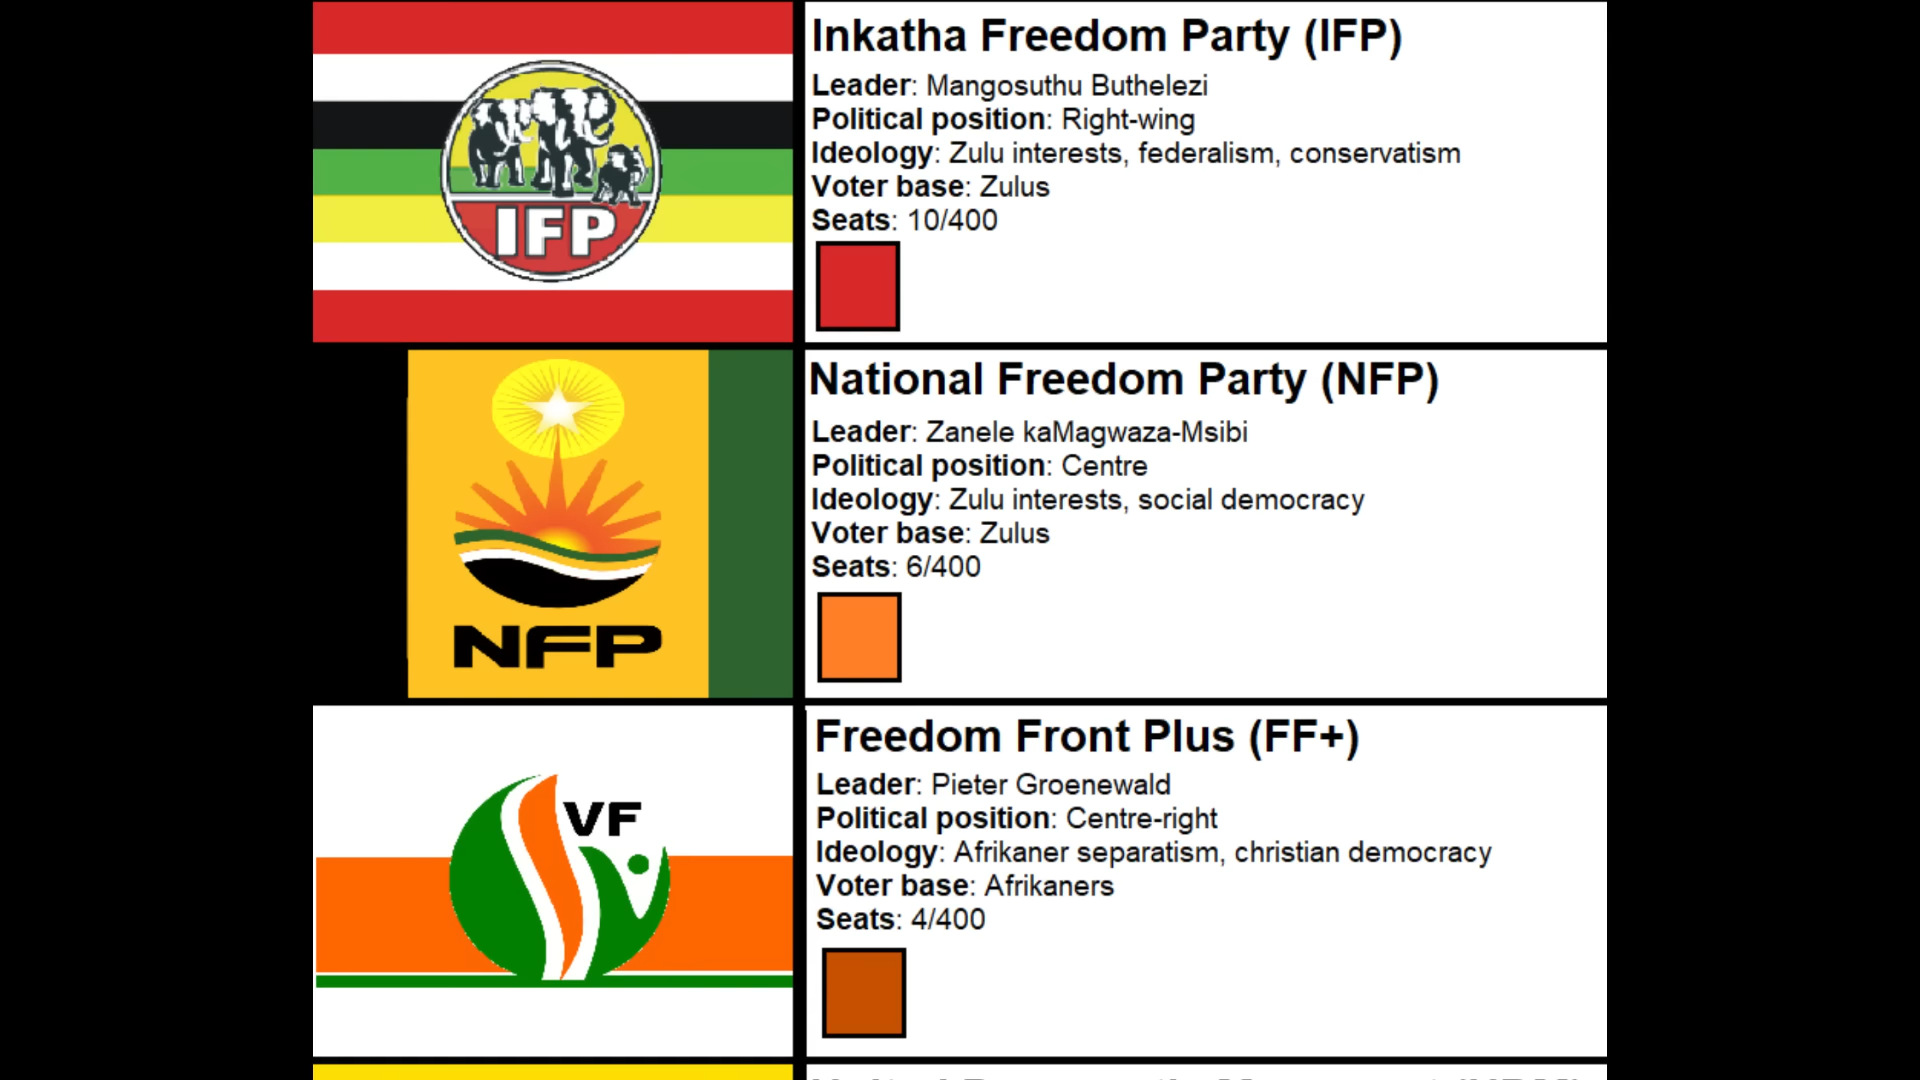 IFP
Inkatha Freedom Party (IFP)
Leader: Mangosuthu Buthelezi
Political position: Right-wing
Ideology: Zulu interests, federalism, conservatism
Voter base: Zulus
Seats: 10/400
NFP
National Freedom Party (NFP)
Leader: Zanele kaMagwaza-Msibi
Political position: Centre
Ideology: Zulu interests, social democracy
Voter base: Zulus
Seats: 6/400
VF
Freedom Front Plus (FF+)
Leader: Pieter Groenewald
Political position: Centre-right
Ideology: Afrikaner separatism, christian democracy
Voter base: Afrikaners
Seats: 4/400